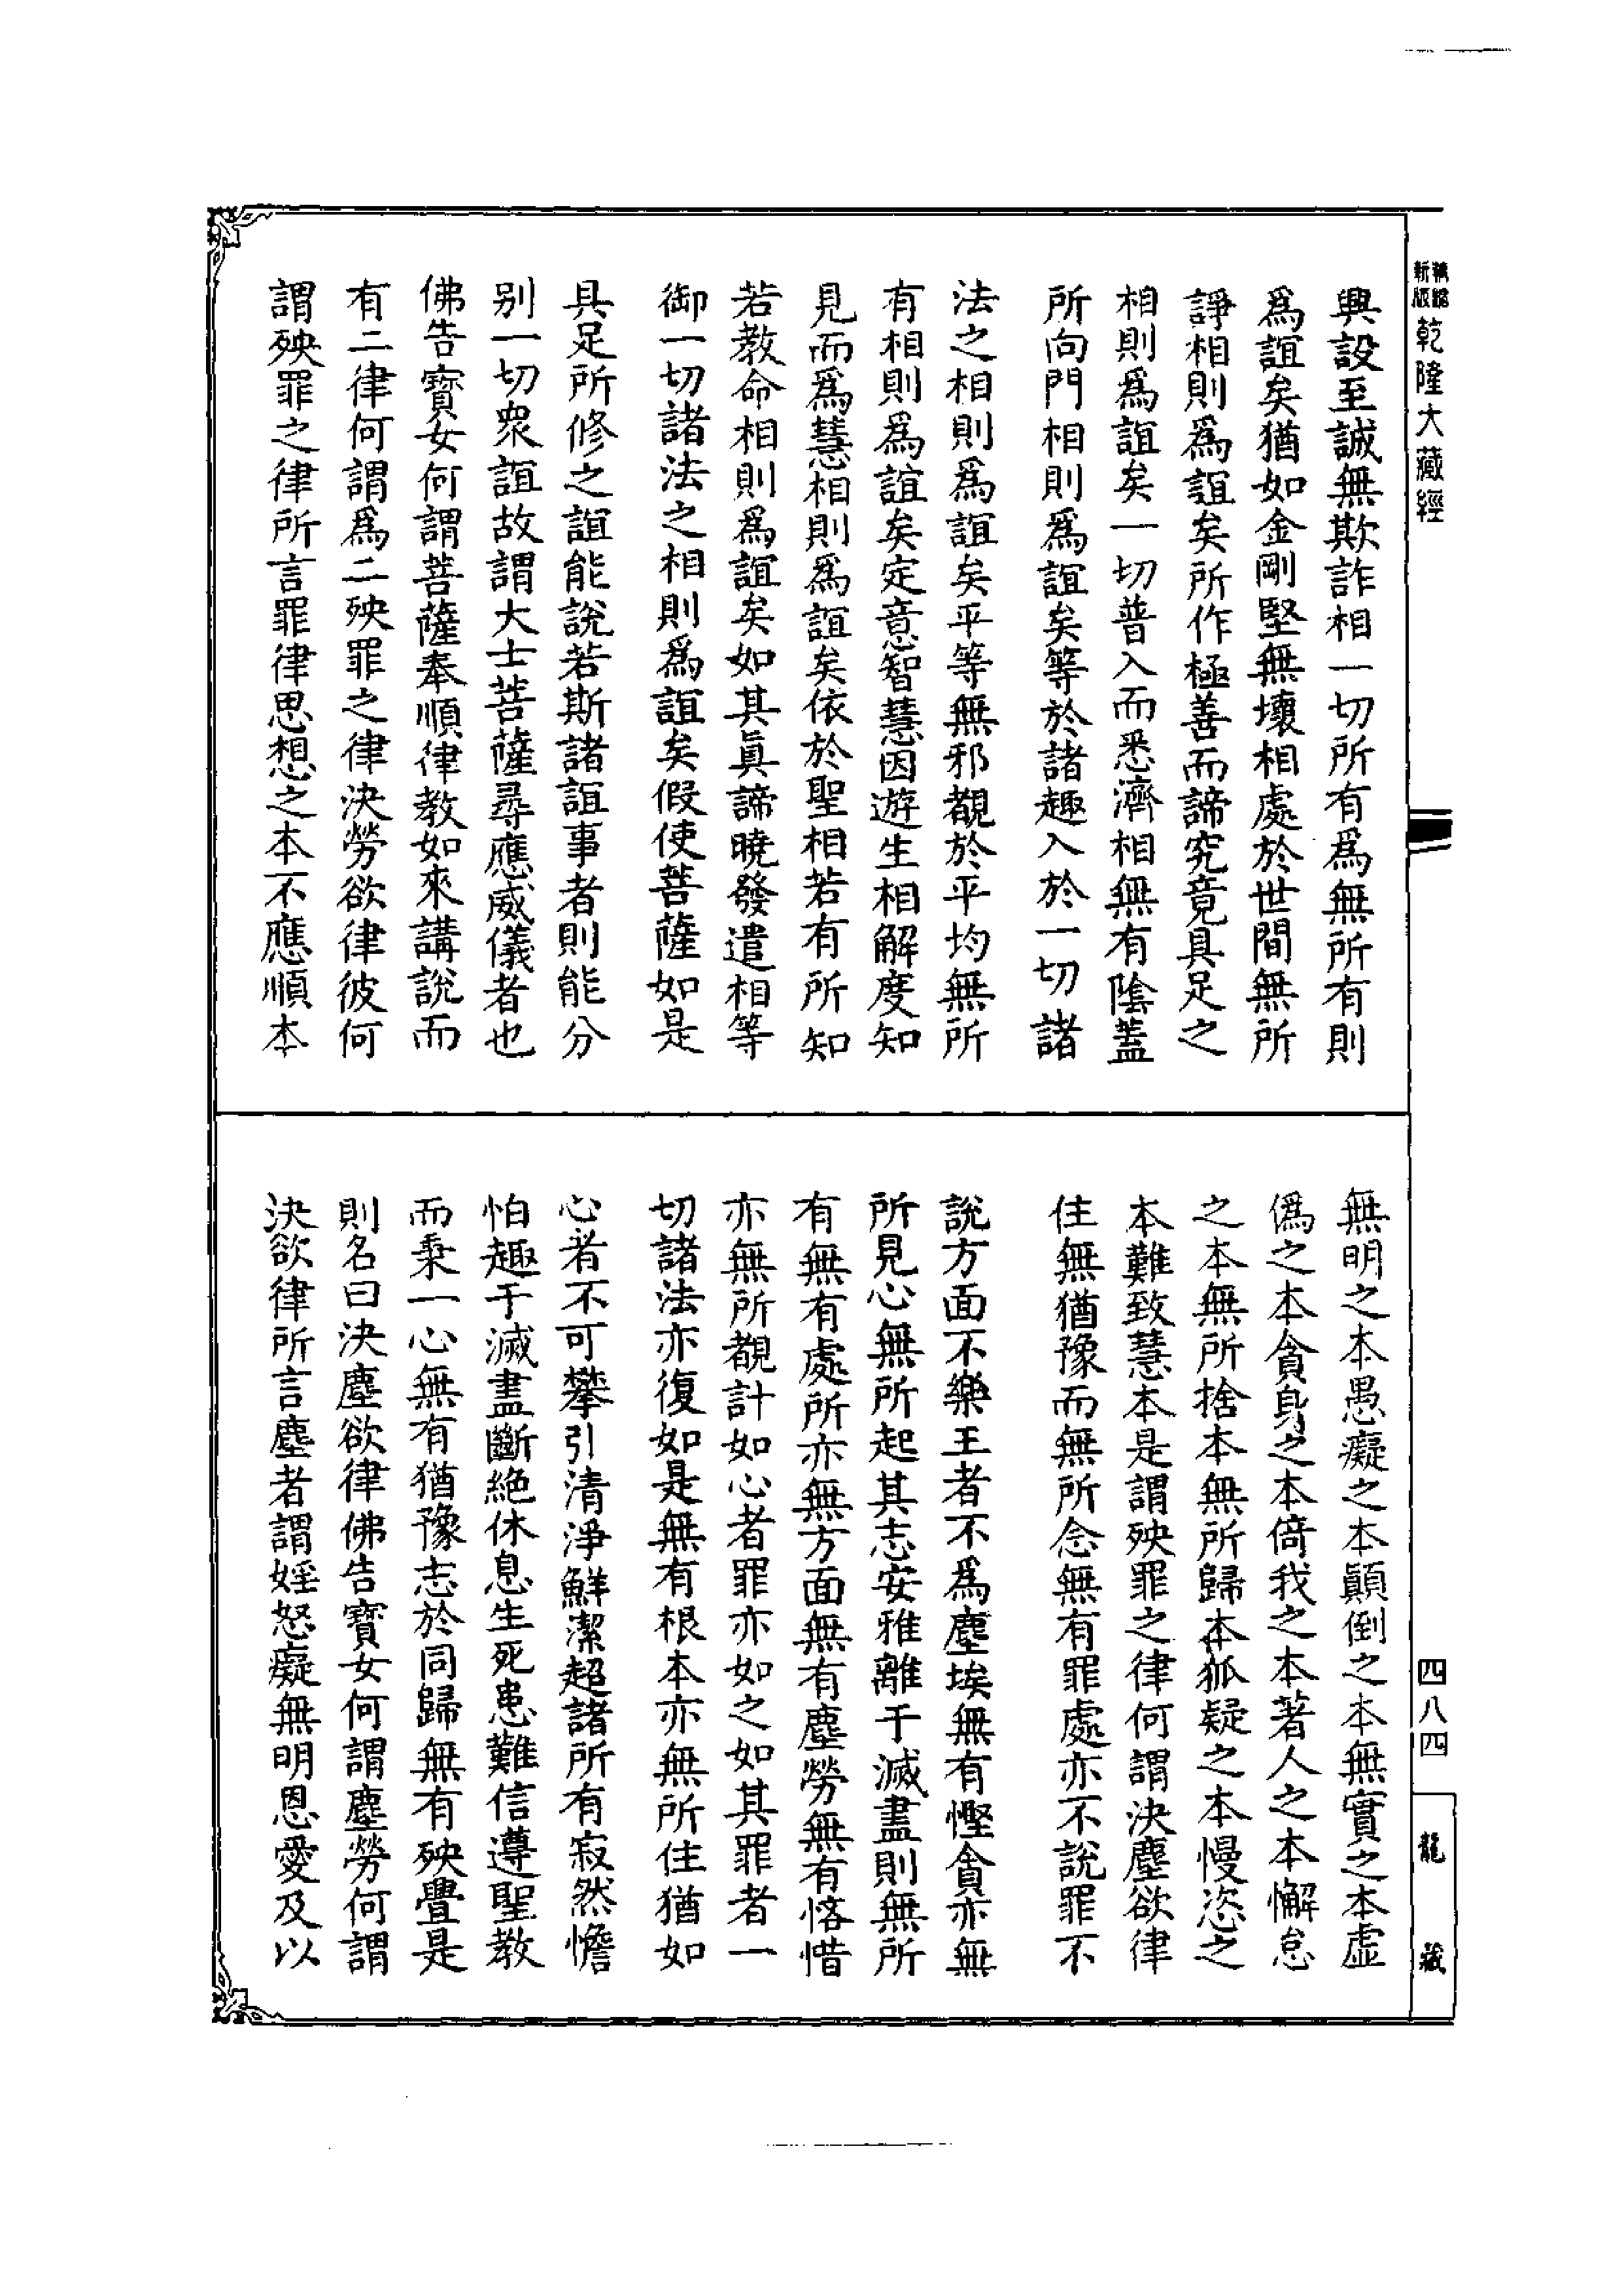 乾隆大藏經
興設至誠無欺詐相一切所有爲無所有則
爲誼矣猶如金剛堅無壞相處於世間無所
諍相則爲誼矣所作極善而諦究竟具足之
相則爲誼矣一切普入而悉濟相無有陰蓋
所向門相則爲誼矣等於諸趣入於一切諸
法之相則爲誼矣平等無邪覩於平均無所
有相則爲誼矣定意智慧因遊生相解度知
見而爲慧相則爲誼矣依於聖相若有所知
若教命相則爲誼矣如其眞諦曉發遣相等
御一切諸法之相則爲誼矣假使菩薩如是
具足所修之誼能說若斯諸誼事者則能分
别一切衆誼故謂大士菩薩尋應威儀者也
佛告寶女何謂菩薩奉順律教如來講說而
有二律何謂爲二殃罪之律決勞欲律彼何
謂殃罪之律所言罪律思想之本不應順本
無明之本愚癡之本顚倒之本無實之本虛
僞之本貪身之本倚我之本著人之本懈怠
之本無所捨本無所歸本狐疑之本慢恣之
本難致慧本是謂殃罪之律何謂決塵欲律
住無猶豫而無所念無有罪處亦不說罪不
說方面不樂王者不爲塵埃無有慳貪亦無
所見心無所起其志安雅離于滅盡則無所
有無有處所亦無方面無有塵勞無有悋惜
亦無所覩計如心者罪亦如之如其罪者一
切諸法亦復如是無有根本亦無所住猶如
心者不可攀引清淨鮮潔超諸所有寂然憺
怕趣于滅盡斷絶休息生死患難信遵聖教
而秉一心無有猶豫志於同歸無有殃舋是
則名曰決塵欲律佛告寶女何謂塵勞何謂
決欲律所言塵者謂婬怒癡無明恩愛及以
四八四
龍藏